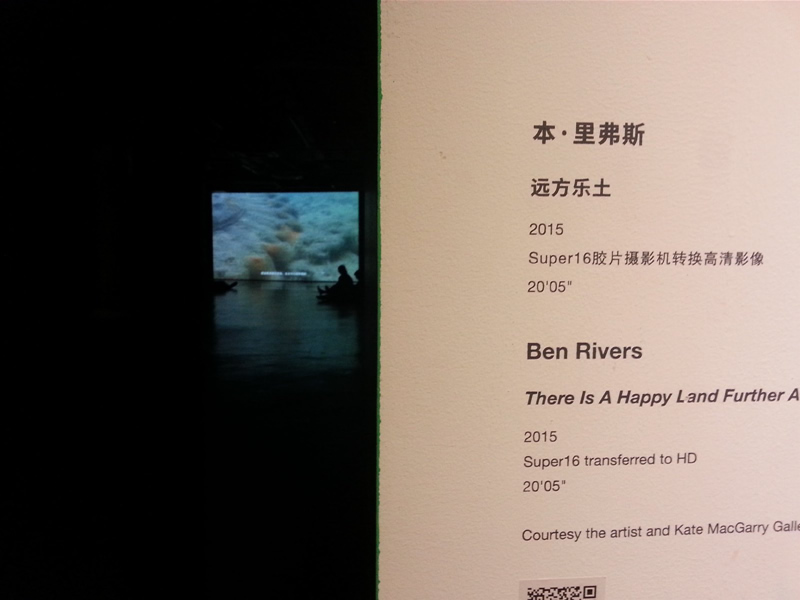 本·里弗斯
远方乐土
2015
Super16胶片摄影机转换高清影像
20'05"
Ben Rivers
There Is A Happy Land Further A
2015
Super16 transferred to HD
20'05"
Courtesy the artist and Kate MacGarry Galle